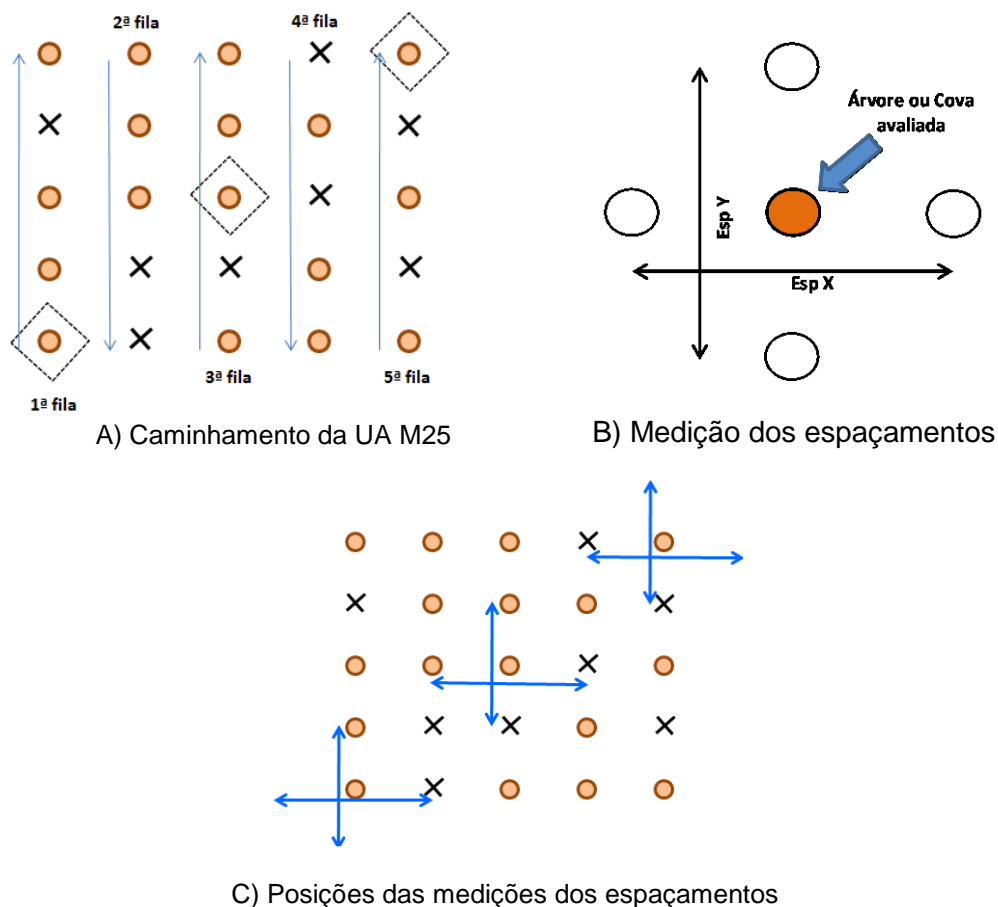 2ª fila
4ª fila
1ª fila
3ª fila
5ª fila
A) Caminhamento da UA M25
Árvore ou Cova
avaliada
Esp Y
Esp X
B) Medição dos espaçamentos
C) Posições das medições dos espaçamentos